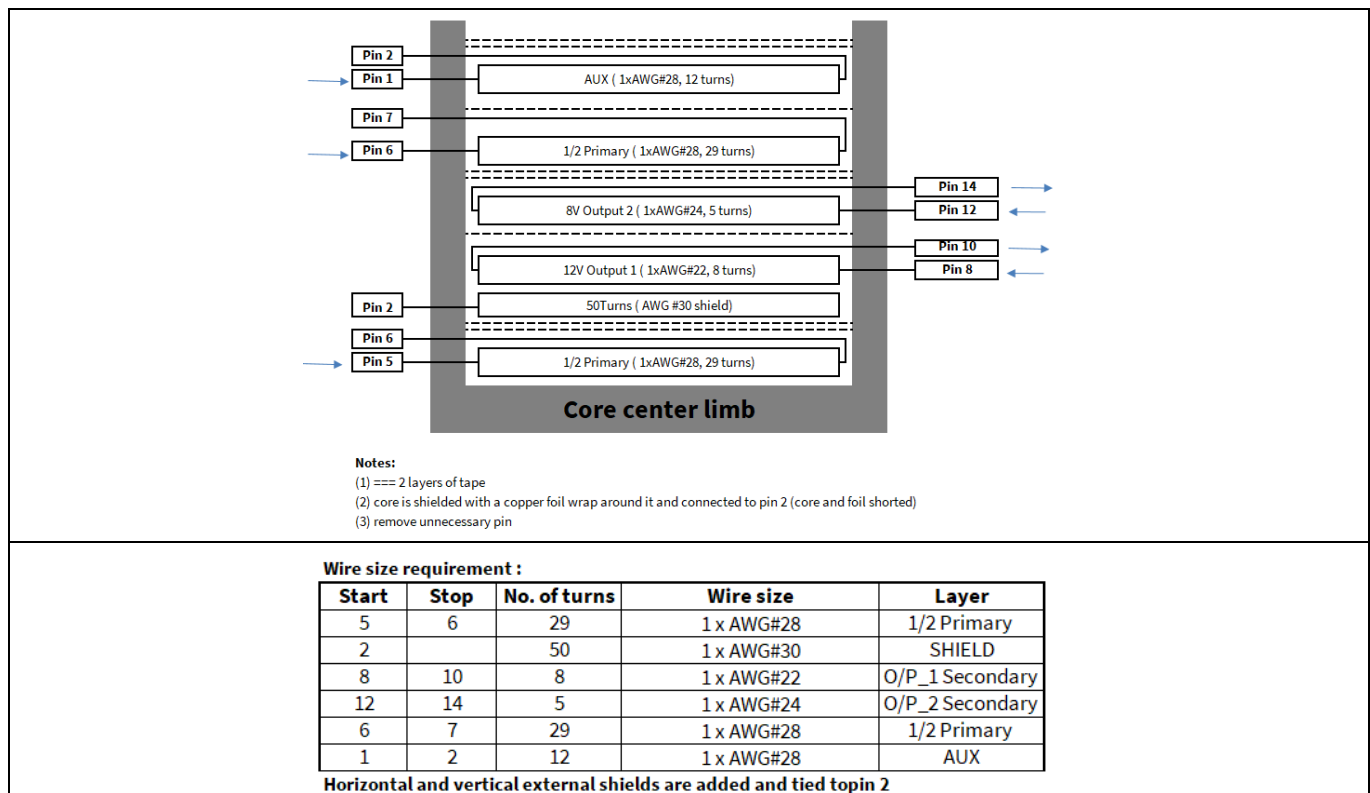 Pin 2
Pin 1
AUX ( 1xAWG#28, 12 turns)
Pin 7
Pin 6
1/2 Primary ( 1xAWG#28, 29 turns)
Pin 14
8V Output 2 ( 1xAWG#24, 5 turns)
Pin 12
Pin 10
12V Output 1 ( 1xAWG#22, 8 turns)
Pin 8
Pin 2
50Turns ( AWG #30 shield)
Pin 6
Pin 5
1/2 Primary ( 1xAWG#28, 29 turns)
Core center limb
Notes:
(1) === 2 layers of tape
(2) core is shielded with a copper foil wrap around it and connected to pin 2 (core and foil shorted)
(3) remove unnecessary pin
Wire size requirement :
Start Stop No. of turns Wire size Layer
5 6 29 1 x AWG#28 1/2 Primary
2 50 1 x AWG#30 SHIELD
8 10 8 1 x AWG#22 O/P_1 Secondary
12 14 5 1 x AWG#24 O/P_2 Secondary
6 7 29 1 x AWG#28 1/2 Primary
1 2 12 1 x AWG#28 AUX
Horizontal and vertical external shields are added and tied topin 2